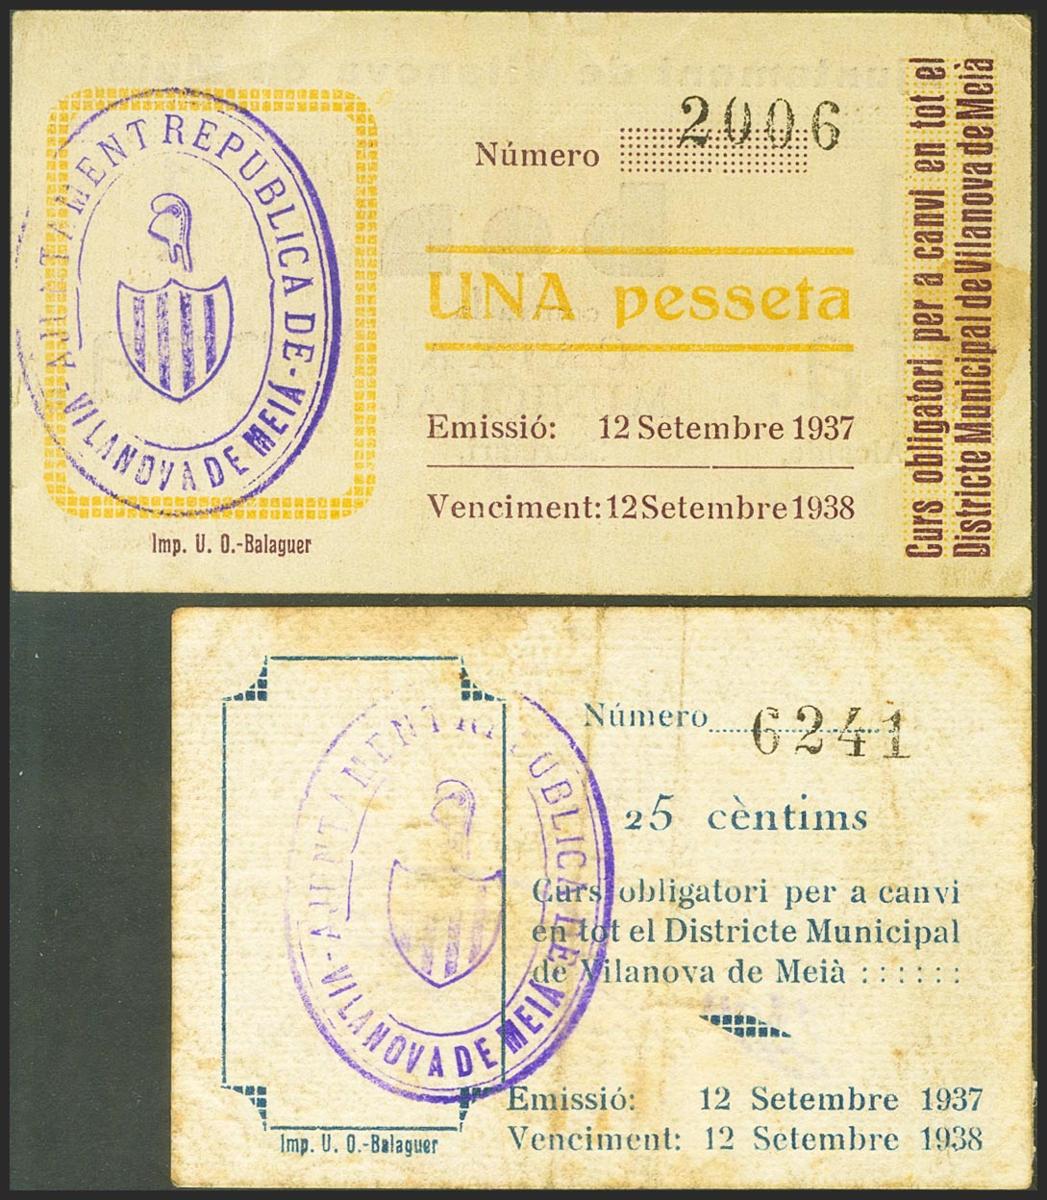 AJUNTAMENT REPUBLICA DE
-VILANOVA DE MEIÀ-
Número 2006
UNA pesseta
Emissió: 12 Setembre 1937
Venciment: 12 Setembre 1938
Imp. U. O.-Balaguer
Curs obligatori per a canvi en tot el
Districte Municipal de Vilanova de Meià
AJUNTAMENT REPUBLICA DE
-VILANOVA DE MEIÀ
Número 6241
25 cèntims
Curs obligatori per a canvi
en tot el Districte Municipal
de Vilanova de Meià : : : : : :
Emissió: 12 Setembre 1937
Venciment: 12 Setembre 1938
Imp. U. O.-Balaguer